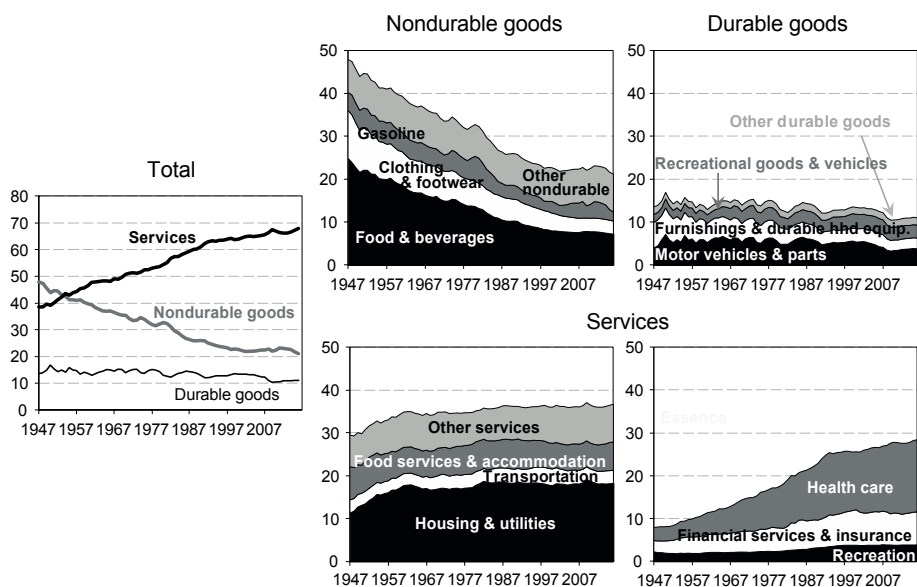 Nondurable goods
50
40
30
20
10
0
Gasoline
Clothing
& footwear
Other
nondurable
Food & beverages
1947 1957 1967 1977 1987 1997 2007
Durable goods
50
40
30
20
10
0
Other durable goods
Recreational goods & vehicles
Furnishings & durable hhd equip.
Motor vehicles & parts
1947 1957 1967 1977 1987 1997 2007
Total
80
70
60
50
40
30
20
10
0
Services
Nondurable goods
Durable goods
1947 1957 1967 1977 1987 1997 2007
Services
50
40
30
20
10
0
Other services
Food services & accommodation
Transportation
Housing & utilities
1947 1957 1967 1977 1987 1997 2007
50
40
30
20
10
0
Essence
Health care
Financial services & insurance
Recreation
1947 1957 1967 1977 1987 1997 2007